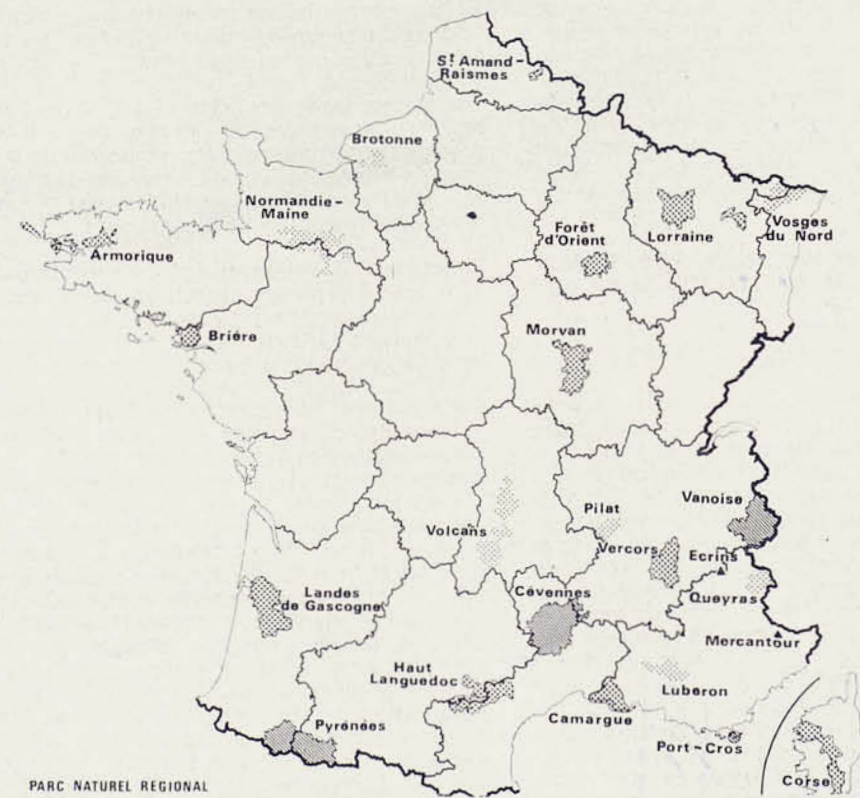 St Amand-
Raismes
Brotonne
Normandie-
Maine
Armorique
Forêt
d'Orient
Lorraine
Vosges
du Nord
Brière
Morvan
Volcans
Pilat
Vanoise
Vercors
Ecrins
Landes
de Gascogne
Cévennes
Queyras
Mercantour
Haut
Languedoc
Luberon
Pyrénées
Camargue
Port-Cros
Corse
PARC NATUREL REGIONAL